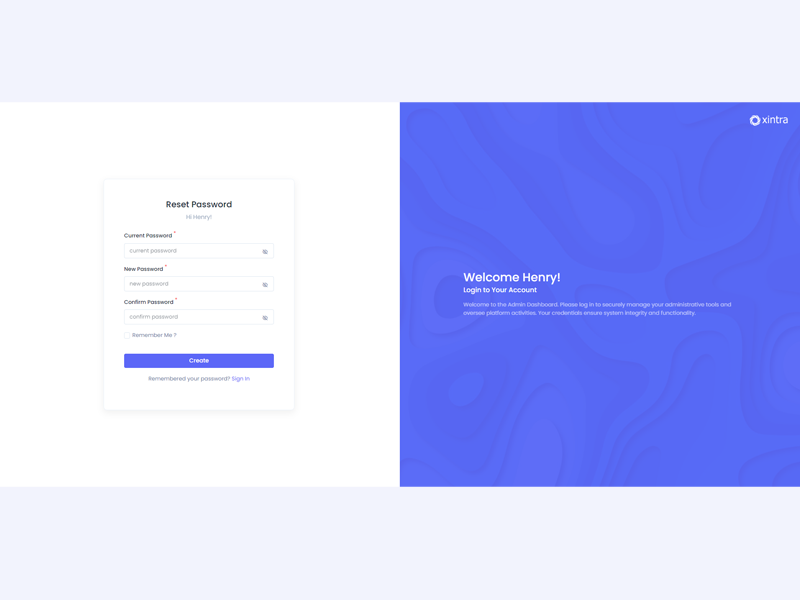 Reset Password
Hi Henry!
Current Password *
current password
New Password *
new password
Confirm Password *
confirm password
Remember Me ?
Create
Remembered your password? Sign In
xintra
Welcome Henry!
Login to Your Account
Welcome to the Admin Dashboard. Please log in to securely manage your administrative tools and
oversee platform activities. Your credentials ensure system integrity and functionality.